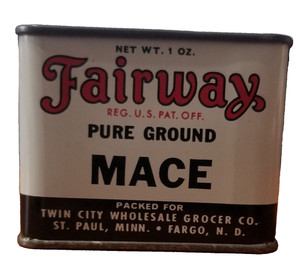 NET WT. 1 OZ.
Fairway
REG. U.S. PAT. OFF.
PURE GROUND
MACE
PACKED FOR
TWIN CITY WHOLESALE GROCER CO.
ST. PAUL, MINN. • FARGO, N. D.